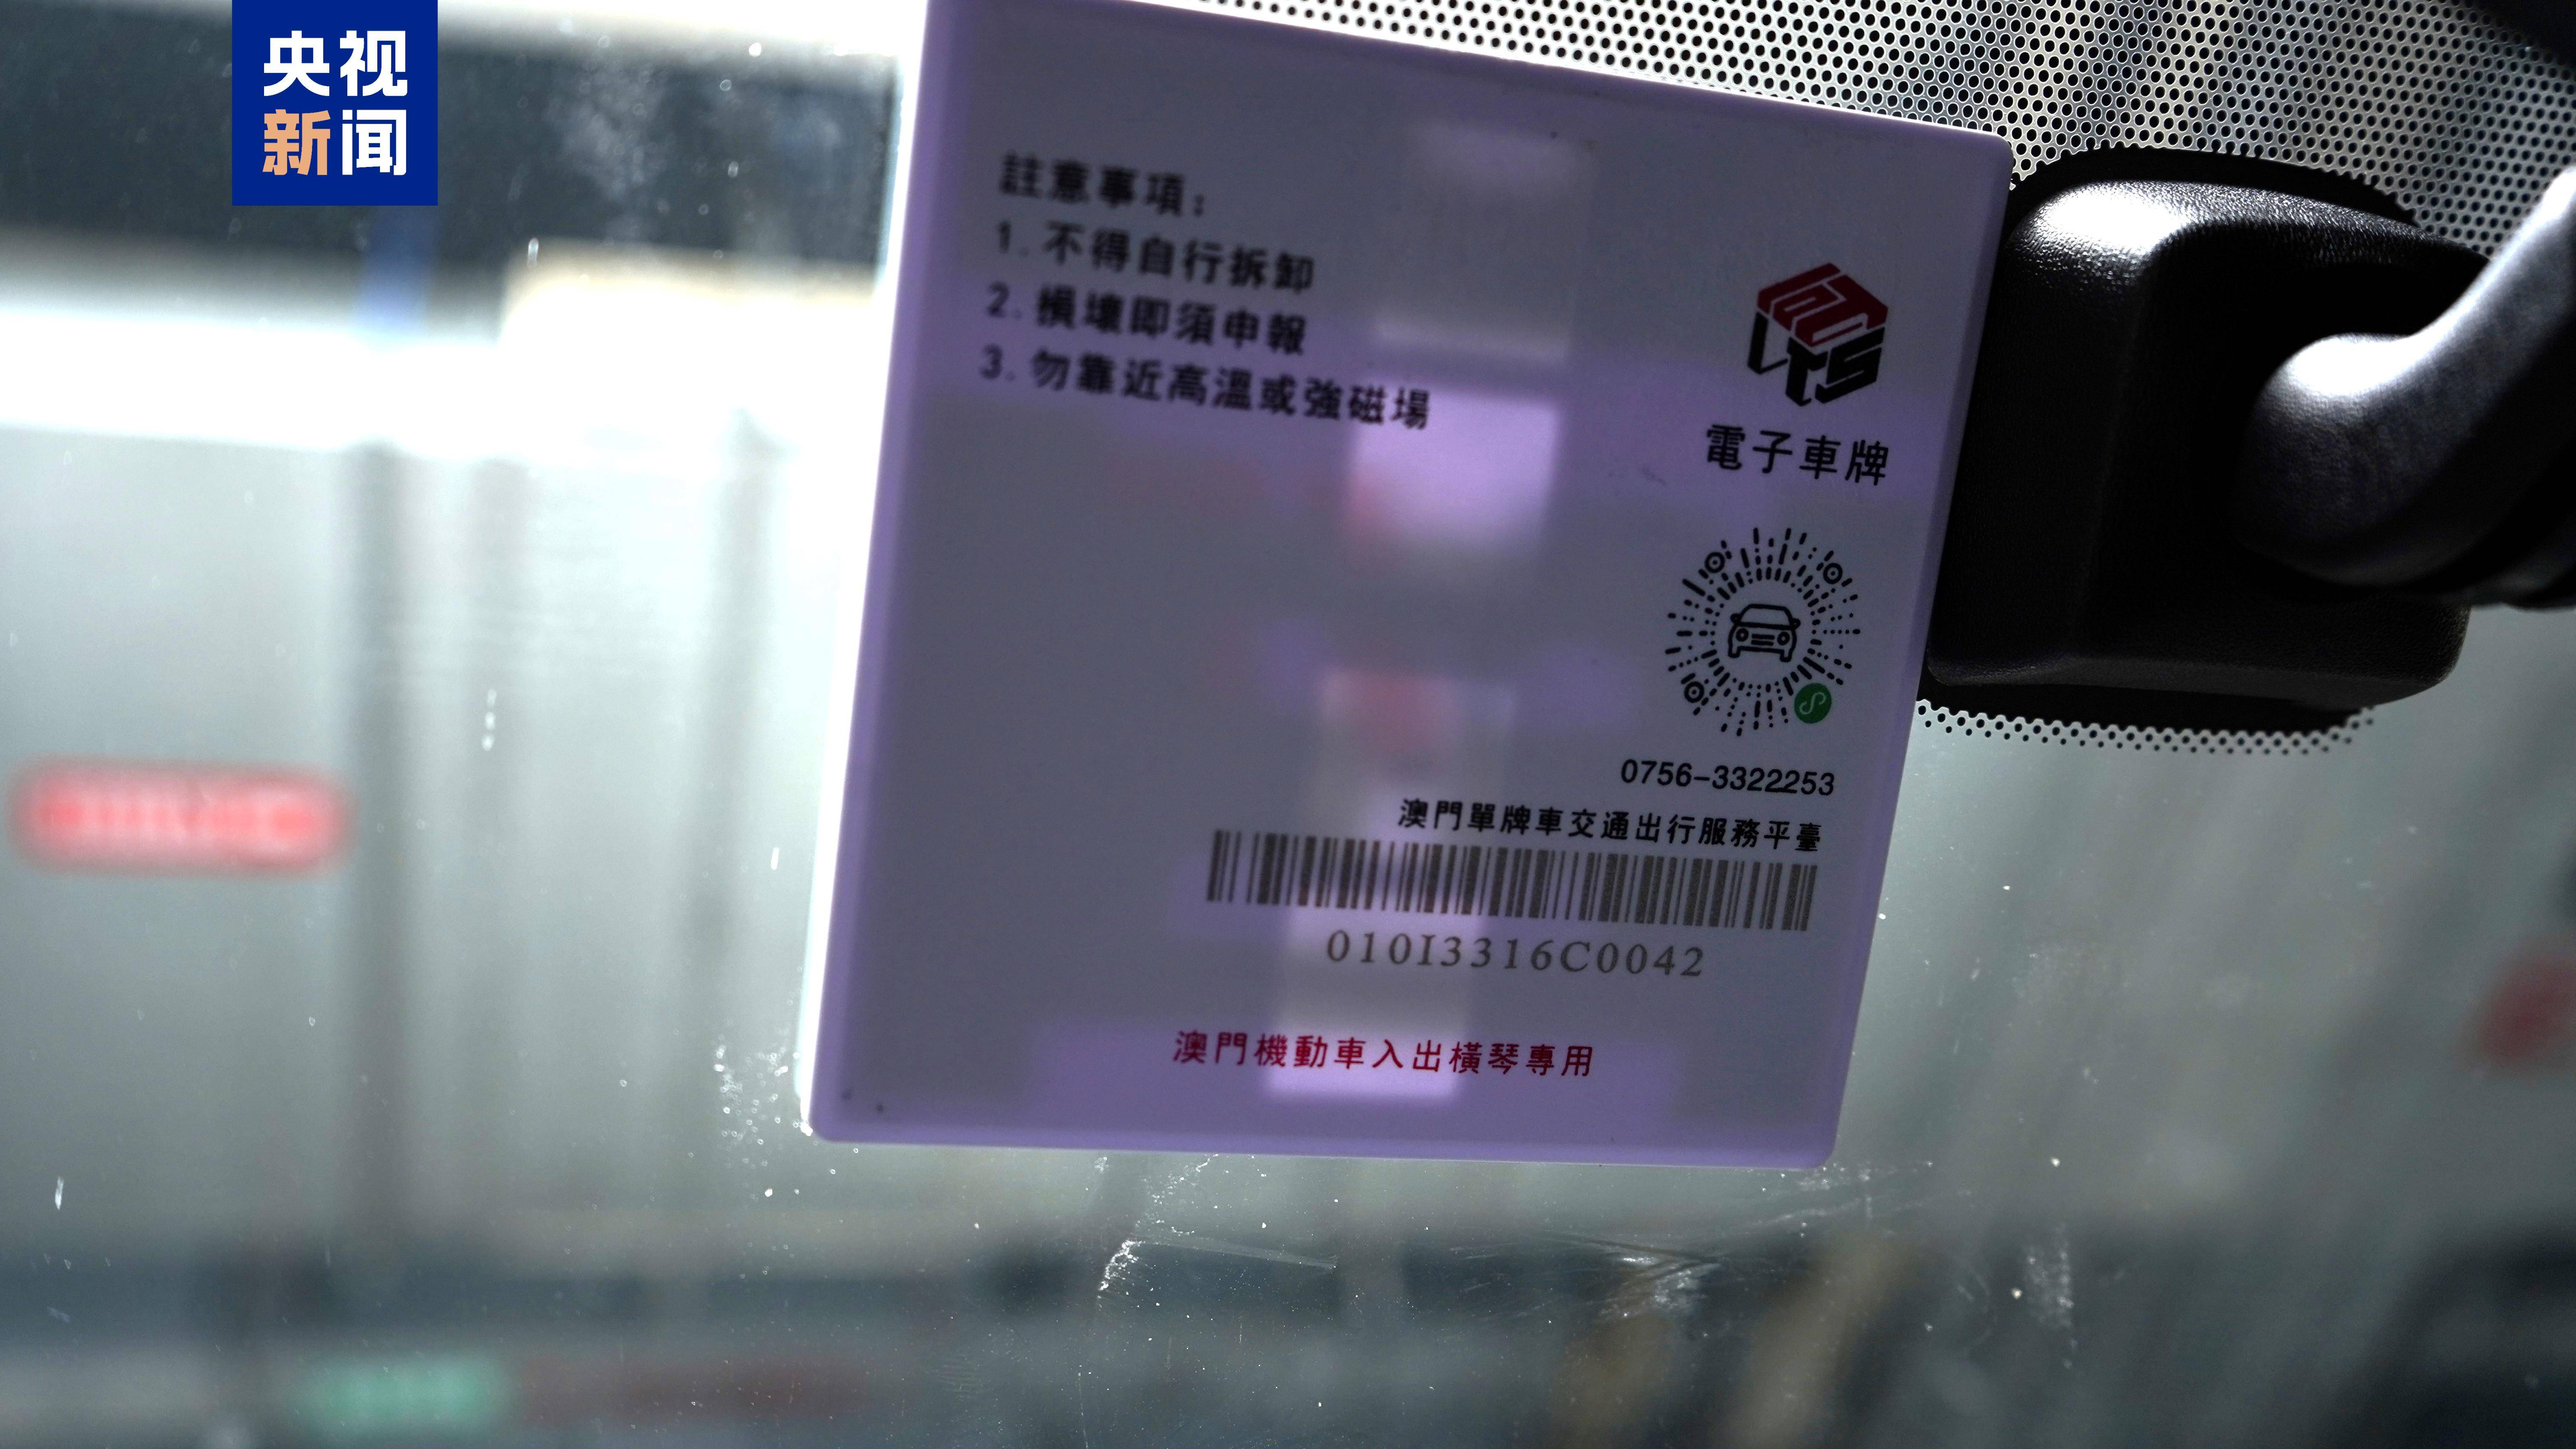 央视
新闻
註意事項:
1. 不得自行拆卸
2. 損壞即須申報
3. 勿靠近高溫或強磁場
電子車牌
0756-3322253
澳門單牌車交通出行服務平臺
010I3316C0042
澳門機動車入出橫琴專用